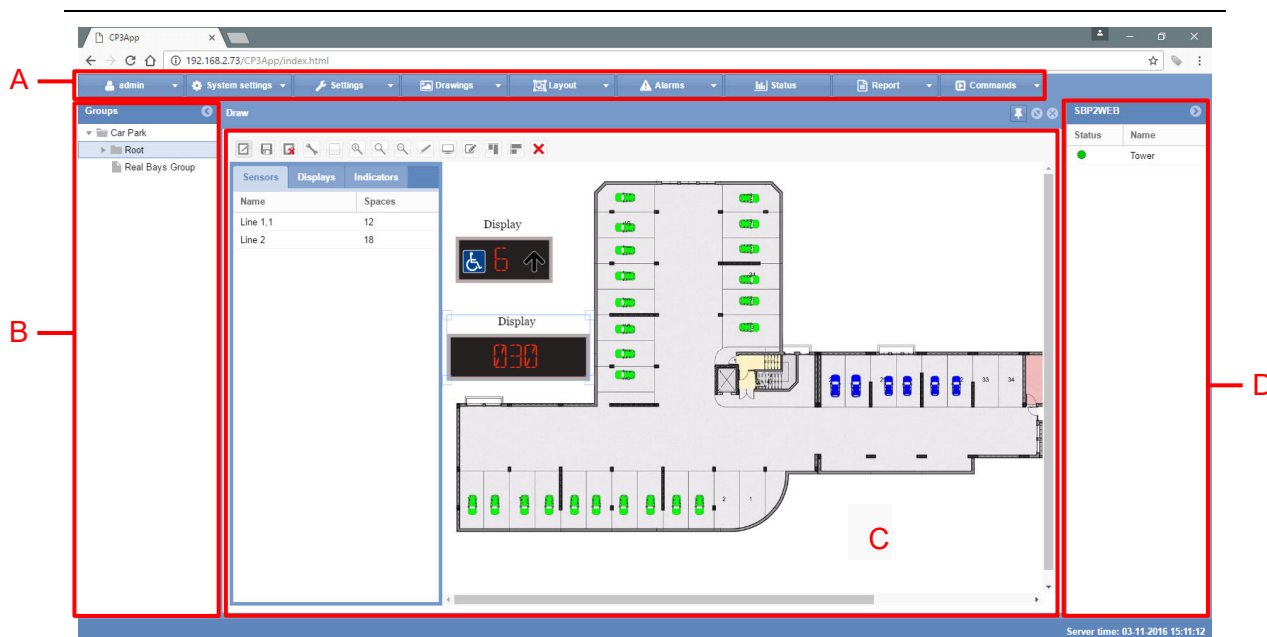 CP3App
192.168.2.73/CP3App/index.html
A
admin System settings Settings Drawings Layout Alarms Status Report Commands
Groups
Draw
SBP2WEB
Car Park
Root
Real Bays Group
Status Name
Tower
Sensors Displays Indicators
Name Spaces
Line 1,1 12
Line 2 18
Display
6
Display
030
B
D
33 34
2 1
C
Server time: 03-11-2016 15:11:12